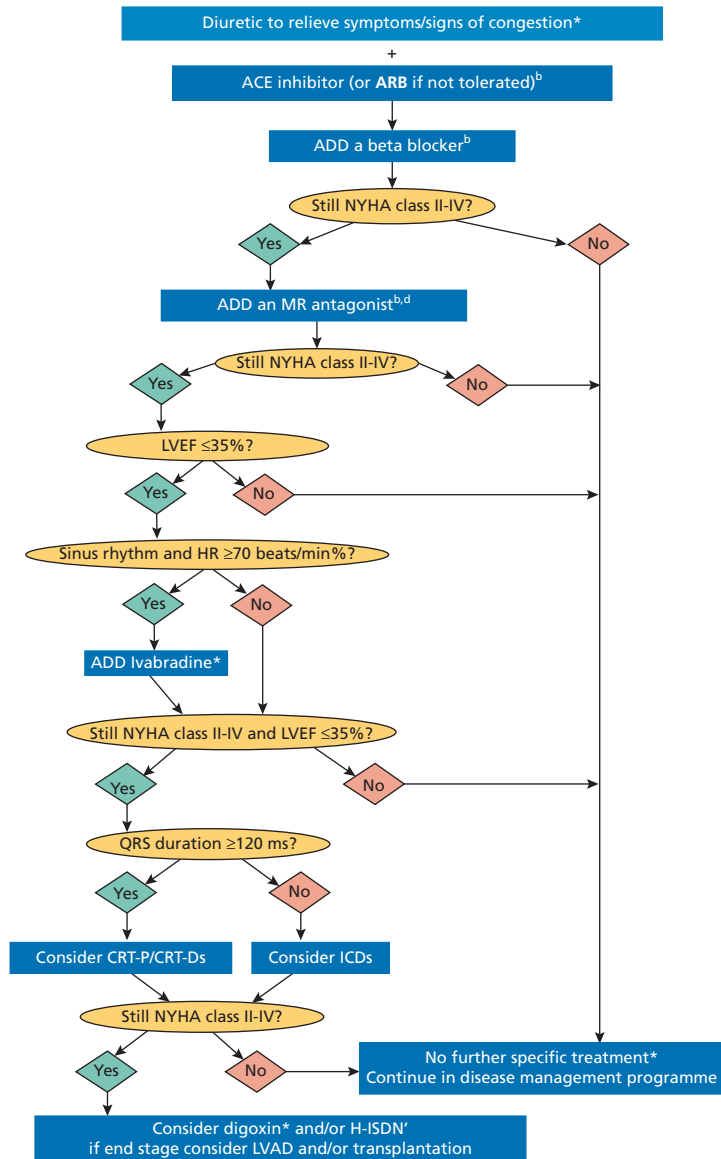 Diuretic to relieve symptoms/signs of congestion*
+
ACE inhibitor (or ARB if not tolerated)b
ADD a beta blockerb
Still NYHA class II-IV?
Yes
No
ADD an MR antagonistb,d
Still NYHA class II-IV?
Yes
No
LVEF ≤35%?
Yes
No
Sinus rhythm and HR ≥70 beats/min%?
Yes
No
ADD Ivabradine*
Still NYHA class II-IV and LVEF ≤35%?
Yes
No
QRS duration ≥120 ms?
Yes
No
Consider CRT-P/CRT-Ds
Consider ICDs
Still NYHA class II-IV?
Yes
No
No further specific treatment*
Continue in disease management programme
Consider digoxin* and/or H-ISDN’
if end stage consider LVAD and/or transplantation